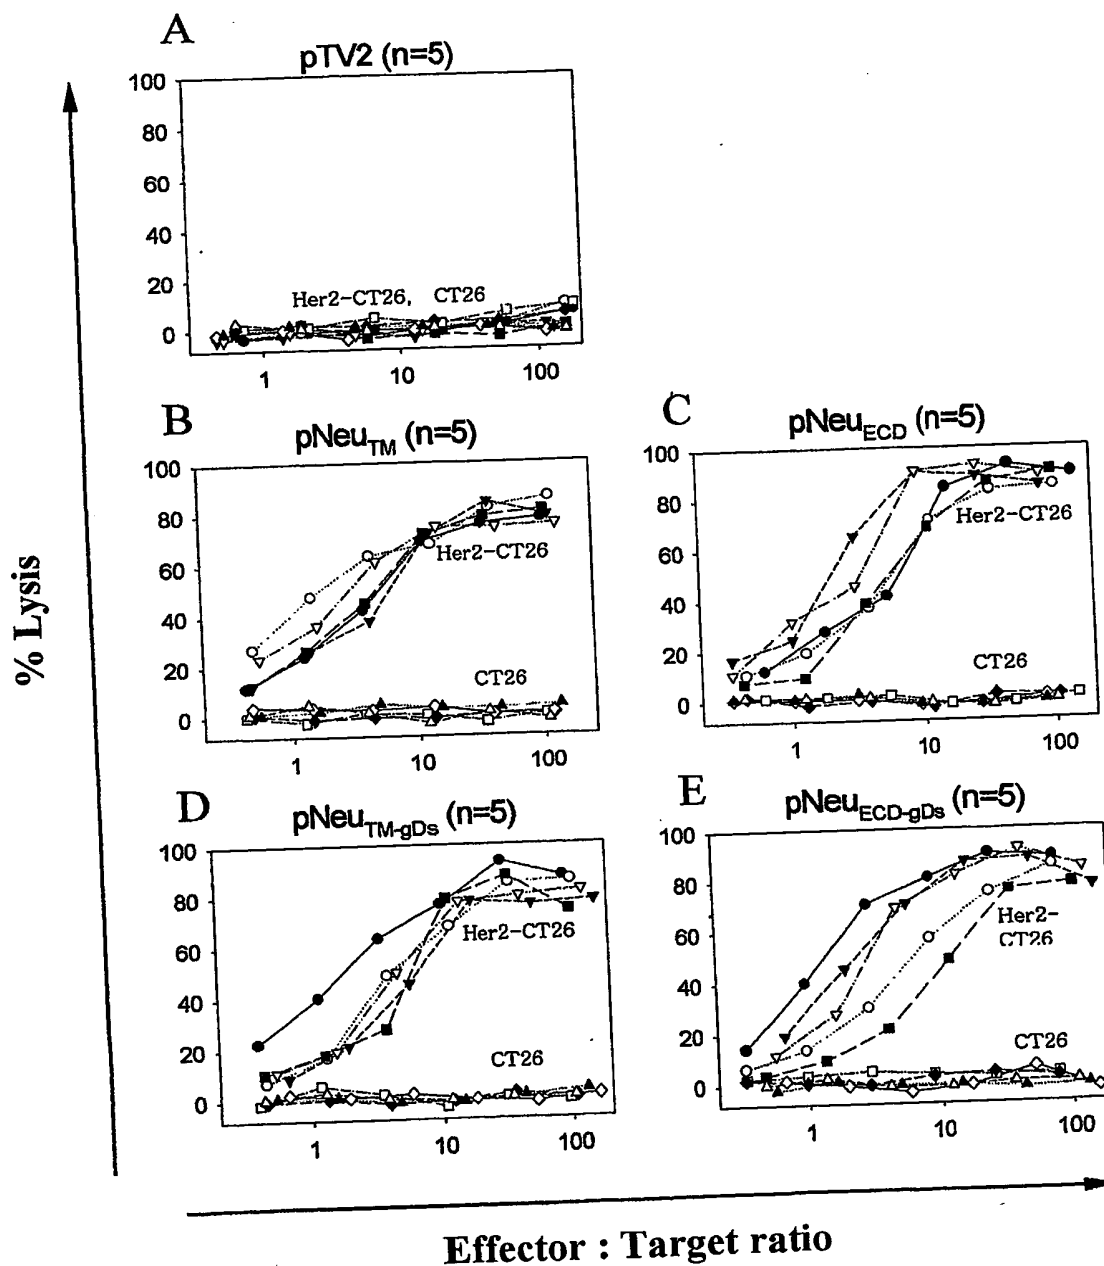 A
pTV2 (n=5)
100
80
60
40
20
0
Her2-CT26, CT26
1 10 100
B
pNeuTM (n=5)
100
80
60
40
20
0
Her2-CT26
CT26
1 10 100
C
pNeuECD (n=5)
100
80
60
40
20
0
Her2-CT26
CT26
1 10 100
% Lysis
D
pNeuTM-gDs (n=5)
100
80
60
40
20
0
Her2-CT26
CT26
1 10 100
E
pNeuECD-gDs (n=5)
100
80
60
40
20
0
Her2-
CT26
CT26
1 10 100
Effector : Target ratio